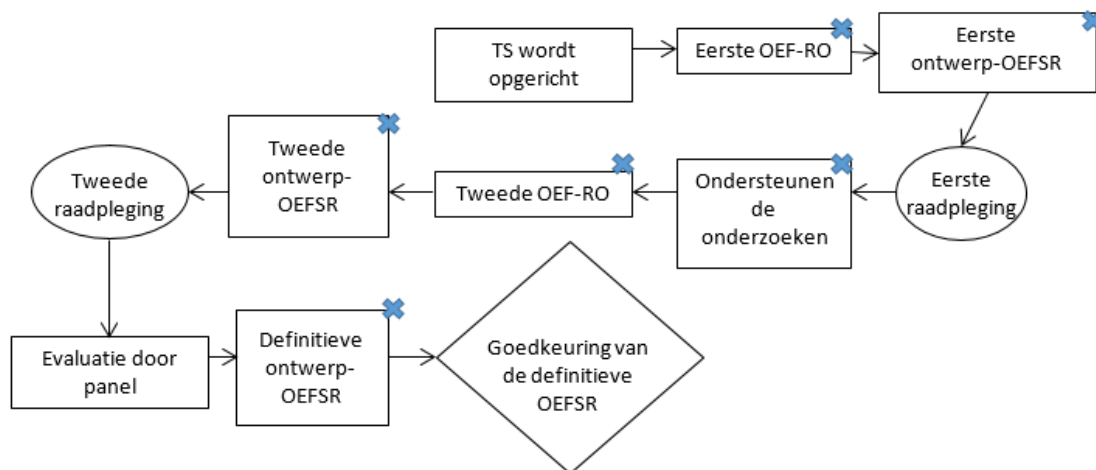 TS wordt
opgericht
Eerste OEF-RO
Eerste
ontwerp-OEFSR
Eerste
raadpleging
Ondersteunen
de
onderzoeken
Tweede OEF-RO
Tweede
ontwerp-
OEFSR
Tweede
raadpleging
Evaluatie door
panel
Definitieve
ontwerp-
OEFSR
Goedkeuring van
de definitieve
OEFSR